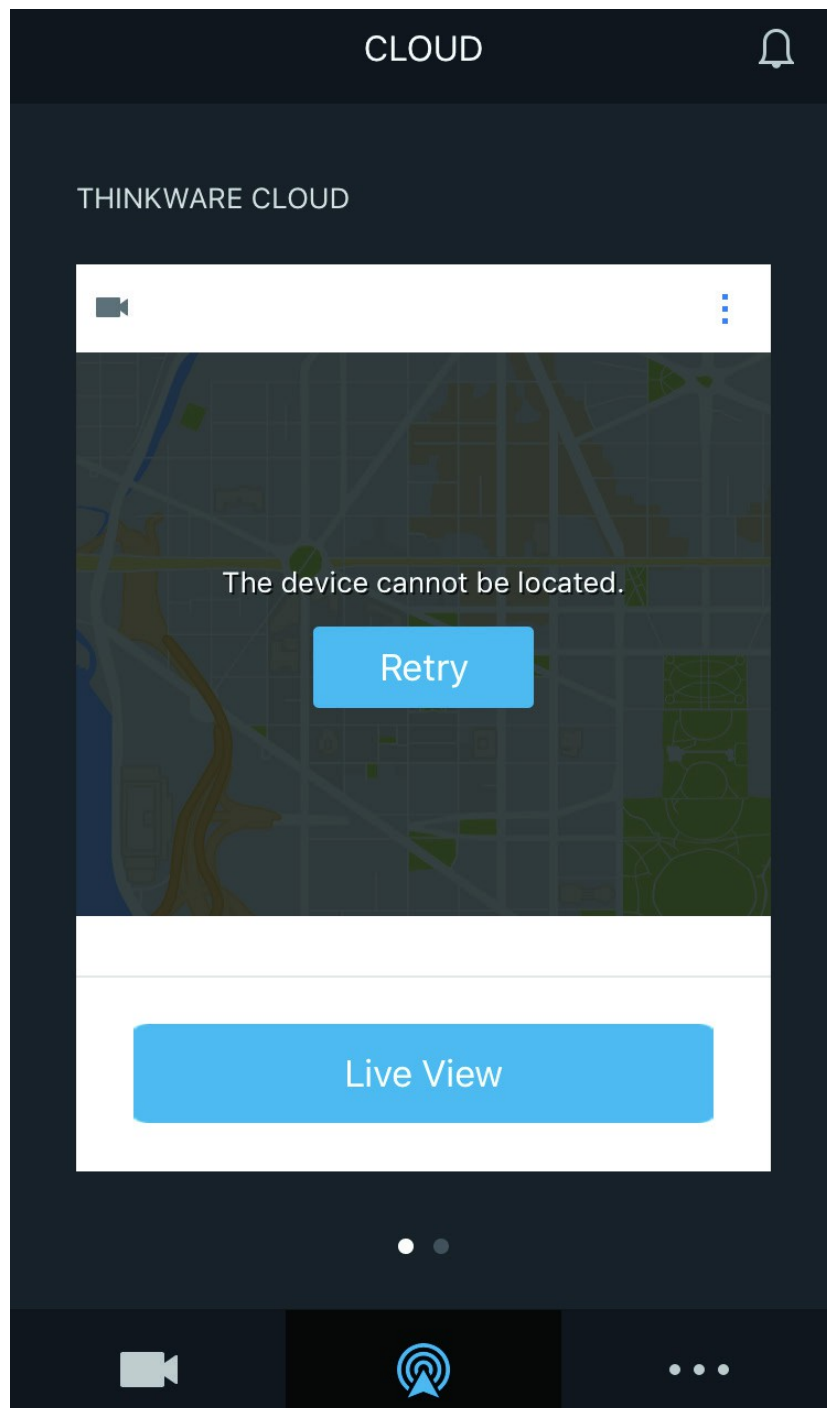 CLOUD
THINKWARE CLOUD
The device cannot be located.
Retry
Live View